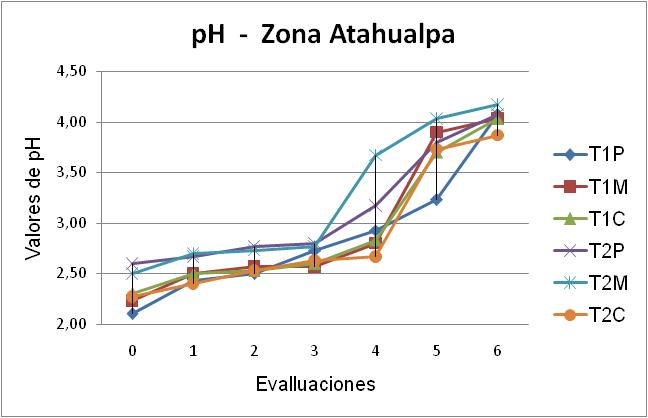 pH - Zona Atahualpa
Valores de pH
4,50
4,00
3,50
3,00
2,50
2,00
0 1 2 3 4 5 6
Evalluaciones
T1P
T1M
T1C
T2P
T2M
T2C